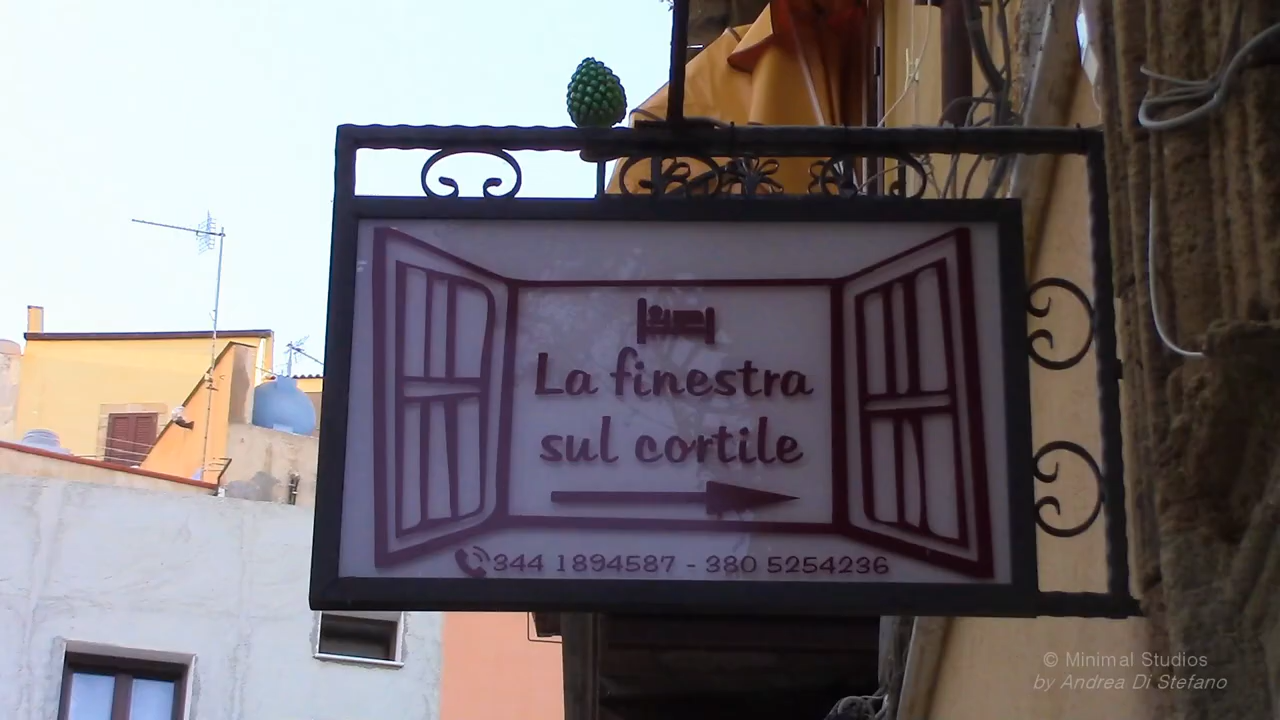 La finestra
sul cortile
344 1894587 - 380 5254236
© Minimal Studios
by Andrea Di Stefano